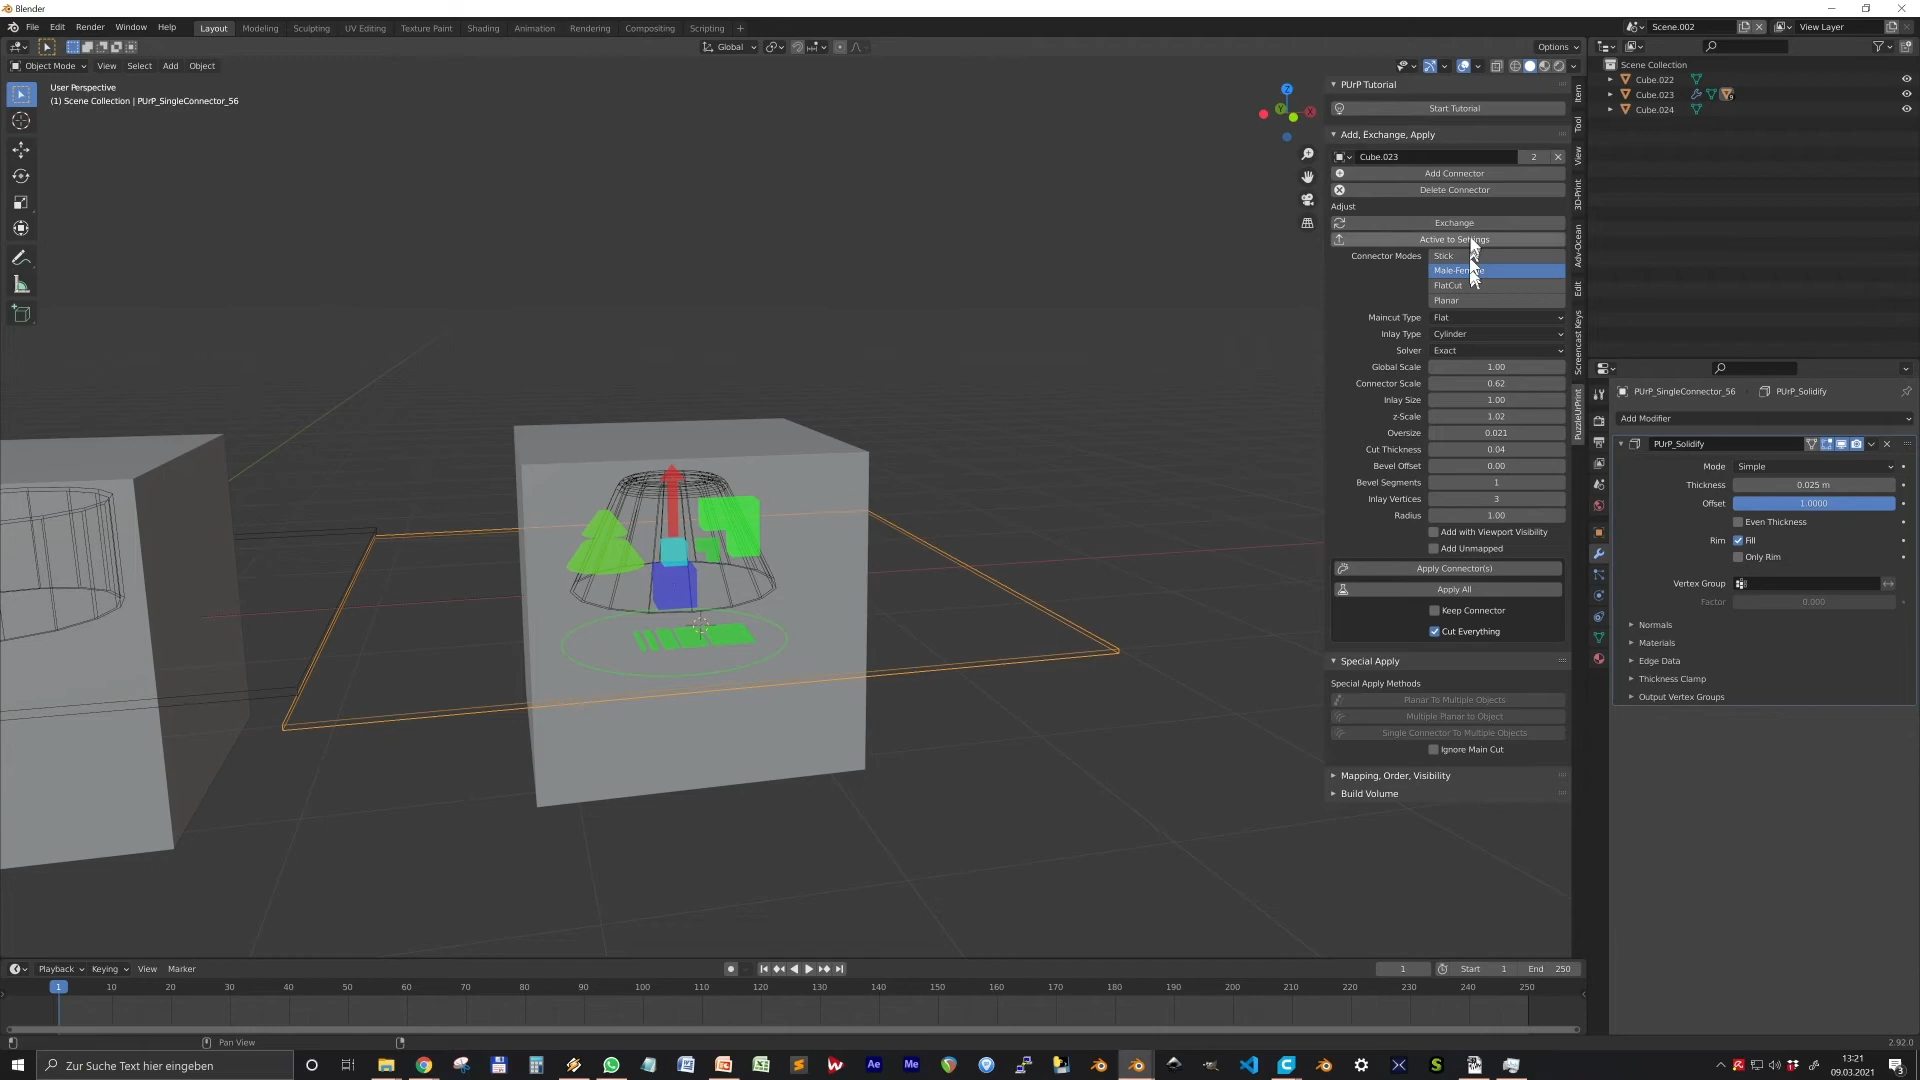 Blender
File Edit Render Window Help
Layout Modeling Sculpting UV Editing Texture Paint Shading Animation Rendering Compositing Scripting +
Scene.002
View Layer
Global
Options
Object Mode View Select Add Object
User Perspective
(1) Scene Collection | PUrP_SingleConnector_56
Z
X
Y
PUrP Tutorial
Start Tutorial
Add, Exchange, Apply
Cube.023 2
Add Connector
Delete Connector
Adjust
Exchange
Active to Settings
Connector Modes Stick
FlatCut
Planar
Maincut Type Flat
Inlay Type Cylinder
Solver Exact
Global Scale 1.00
Connector Scale 0.62
Inlay Size 1.00
z-Scale 1.02
Oversize 0.021
Cut Thickness 0.04
Bevel Offset 0.00
Bevel Segments 1
Inlay Vertices 3
Radius 1.00
Add with Viewport Visibility
Add Unmapped
Apply Connector(s)
Apply All
Keep Connector
Cut Everything
Special Apply
Special Apply Methods
Planar To Multiple Objects
Multiple Planar to Object
Single Connector To Multiple Objects
Ignore Main Cut
Mapping, Order, Visibility
Build Volume
Item
Tool
View
3D-Print
Adv-Ocean
Edit
Screencast Keys
PuzzleUrPrint
Scene Collection
Cube.022
Cube.023
9
Cube.024
PUrP_SingleConnector_56 PUrP_Solidify
Add Modifier
PUrP_Solidify
Mode Simple
Thickness 0.025 m
Offset 1.0000
Even Thickness
Rim Fill
Only Rim
Vertex Group
Factor 0.000
Normals
Materials
Edge Data
Thickness Clamp
Output Vertex Groups
Playback Keying View Marker
1 Start 1 End 250
1 10 20 30 40 50 60 70 80 90 100 110 120 130 140 150 160 170 180 190 200 210 220 230 240 250
Pan View
2.92.0
Zur Suche Text hier eingeben
Ae
Me
13:21
09.03.2021
3